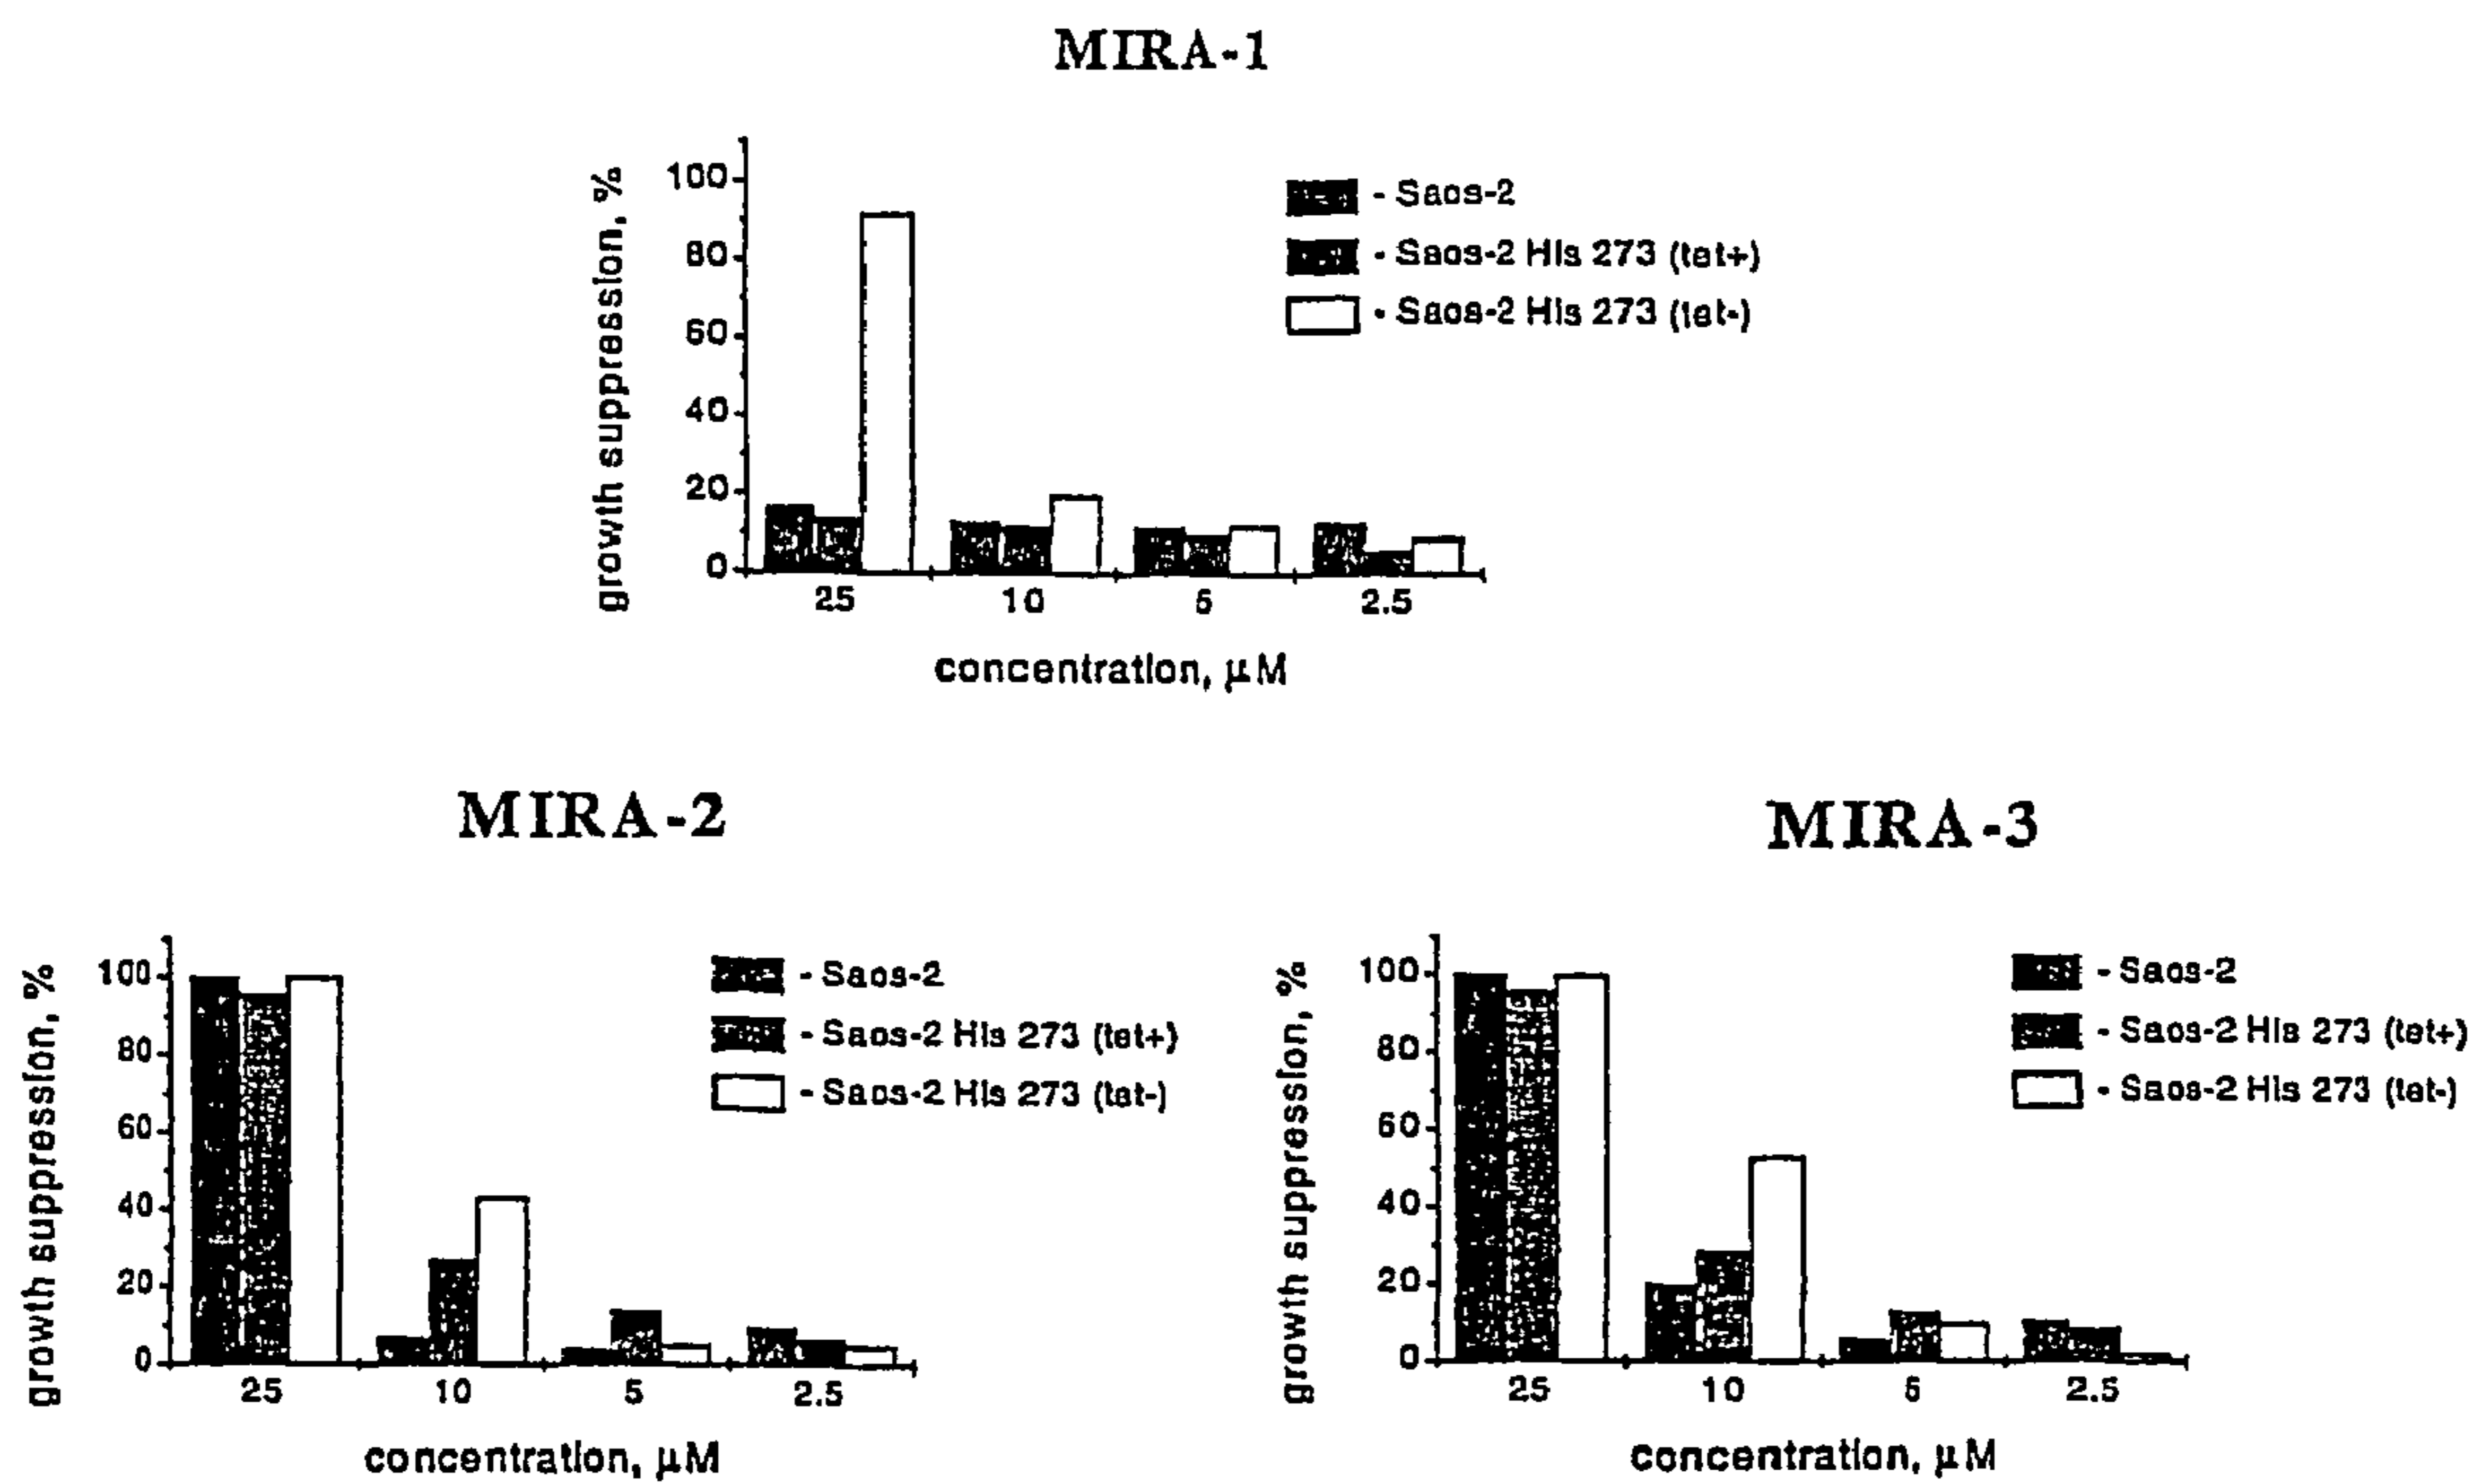 MIRA-1
growth suppression, %
100
80
60
40
20
0
25 10 5 2.5
concentration, µM
- Saos-2
- Saos-2 His 273 (tet+)
- Saos-2 His 273 (tet-)
MIRA-2
growth suppression, %
100
80
60
40
20
0
25 10 5 2.5
concentration, µM
- Saos-2
- Saos-2 His 273 (tet+)
- Saos-2 His 273 (tet-)
MIRA-3
growth suppression, %
100
80
60
40
20
0
25 10 5 2.5
concentration, µM
- Saos-2
- Saos-2 His 273 (tet+)
- Saos-2 His 273 (tet-)